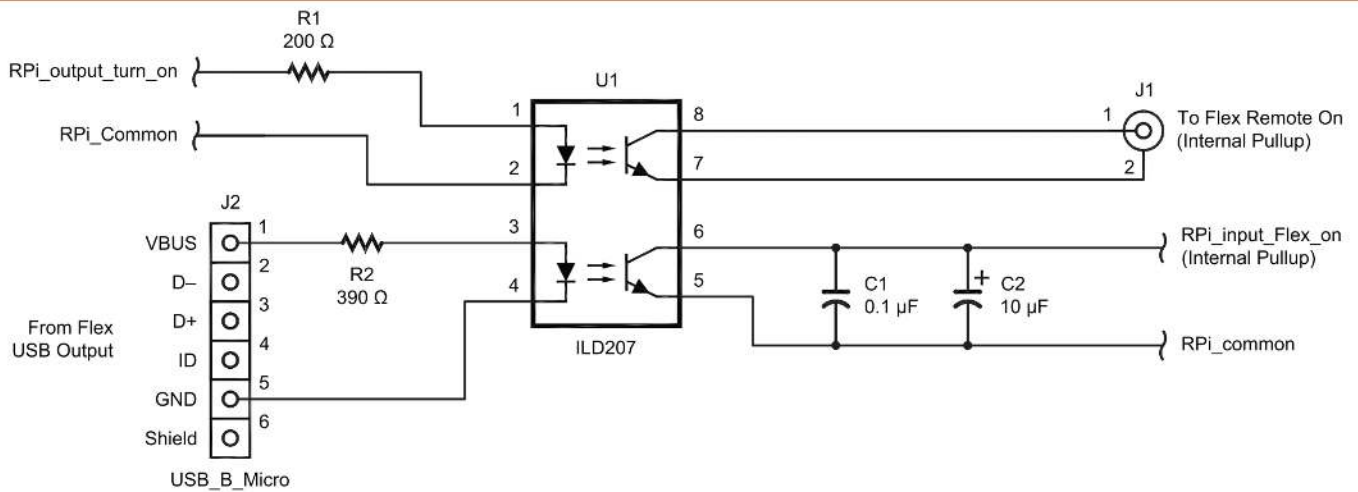 R1
200 Ω
RPi_output_turn_on
RPi_Common
U1
1
2
3
4
8
7
6
5
ILD207
J1
1
2
To Flex Remote On
(Internal Pullup)
J2
VBUS
D–
D+
ID
GND
Shield
1
2
3
4
5
6
From Flex
USB Output
USB_B_Micro
R2
390 Ω
+
C1
0.1 µF
C2
10 µF
RPi_input_Flex_on
(Internal Pullup)
RPi_common